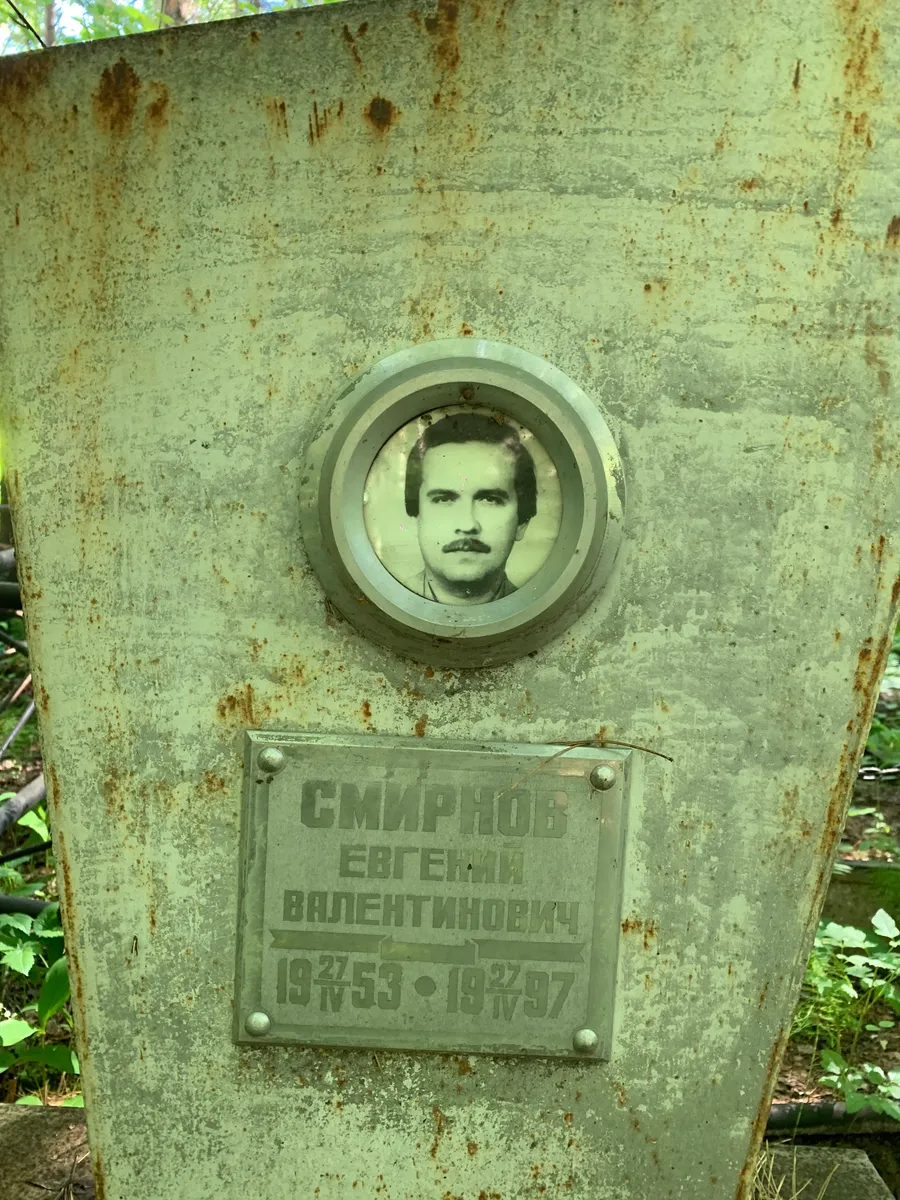 СМИРНОВ
ЕВГЕНИЙ
ВАЛЕНТИНОВИЧ
19 27/IV 53 • 19 27/IV 97